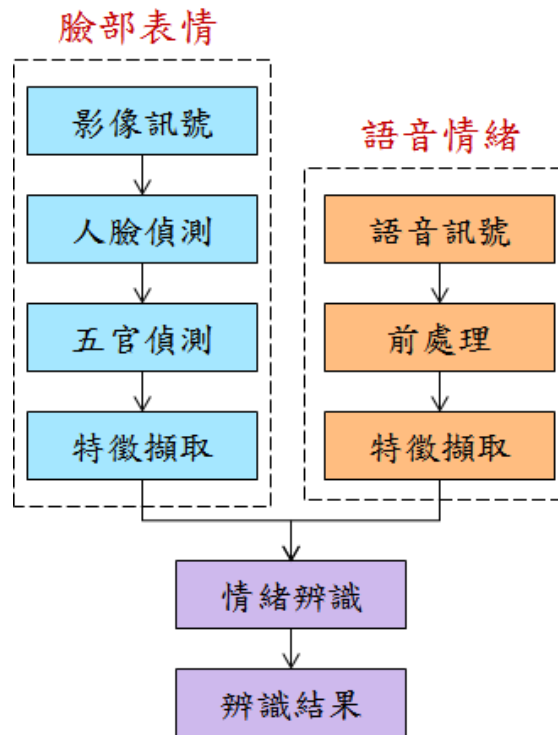 臉部表情
影像訊號
人臉偵測
五官偵測
特徵擷取
語音情緒
語音訊號
前處理
特徵擷取
情緒辨識
辨識結果